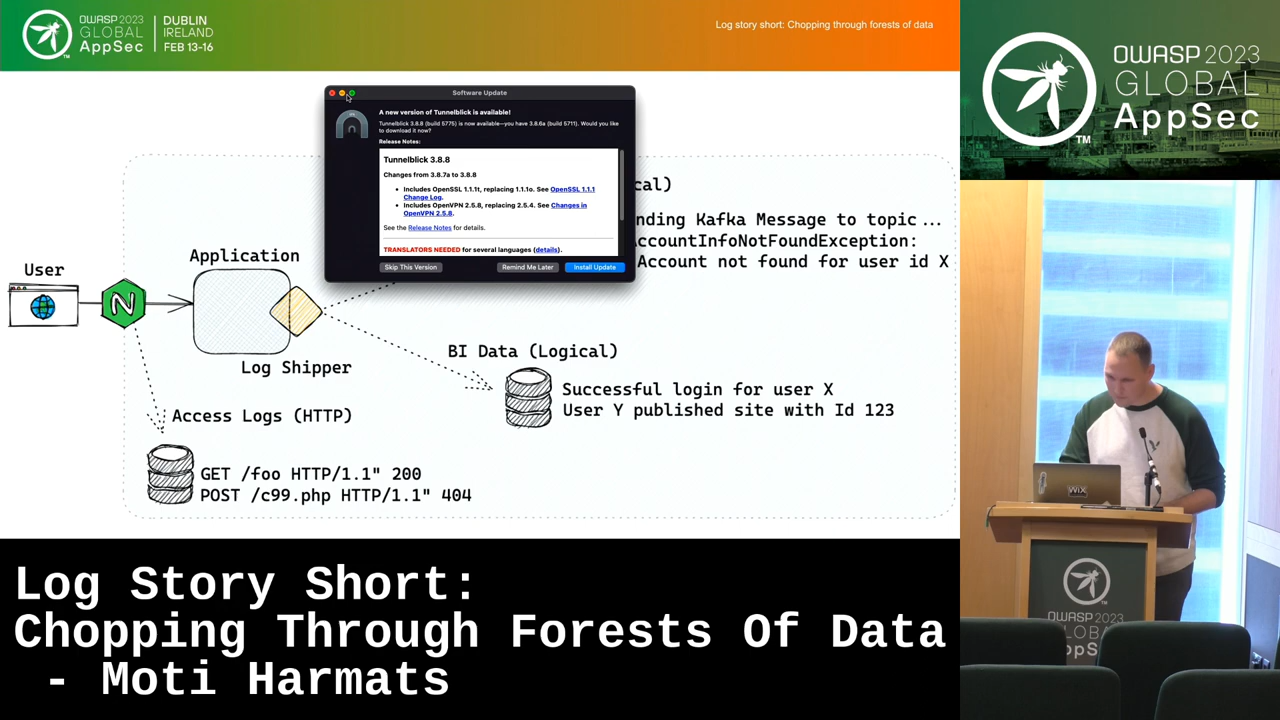 OWASP 2023
GLOBAL
AppSec
TM
DUBLIN
IRELAND
FEB 13-16
Log story short: Chopping through forests of data
OWASP 2023
GLOBAL
AppSec
TM
Software Update
A new version of Tunnelblick is available!
Tunnelblick 3.8.8 (build 5775) is now available—you have 3.8.6a (build 5711). Would you like
to download it now?
Release Notes:
Tunnelblick 3.8.8
Changes from 3.8.7a to 3.8.8
• Includes OpenSSL 1.1.1t, replacing 1.1.1o. See OpenSSL 1.1.1
Change Log.
• Includes OpenVPN 2.5.8, replacing 2.5.4. See Changes in
OpenVPN 2.5.8.
See the Release Notes for details.
TRANSLATORS NEEDED for several languages (details).
Skip This Version
Remind Me Later
Install Update
cal)
nding Kafka Message to topic...
AccountInfoNotFoundException:
Account not found for user id X
User
N
Application
Log Shipper
BI Data (Logical)
Successful login for user X
User Y published site with Id 123
Access Logs (HTTP)
GET /foo HTTP/1.1" 200
POST /c99.php HTTP/1.1" 404
WiX
OWASP 2023
GLOBAL
AppS
Log Story Short:
Chopping Through Forests Of Data
- Moti Harmats